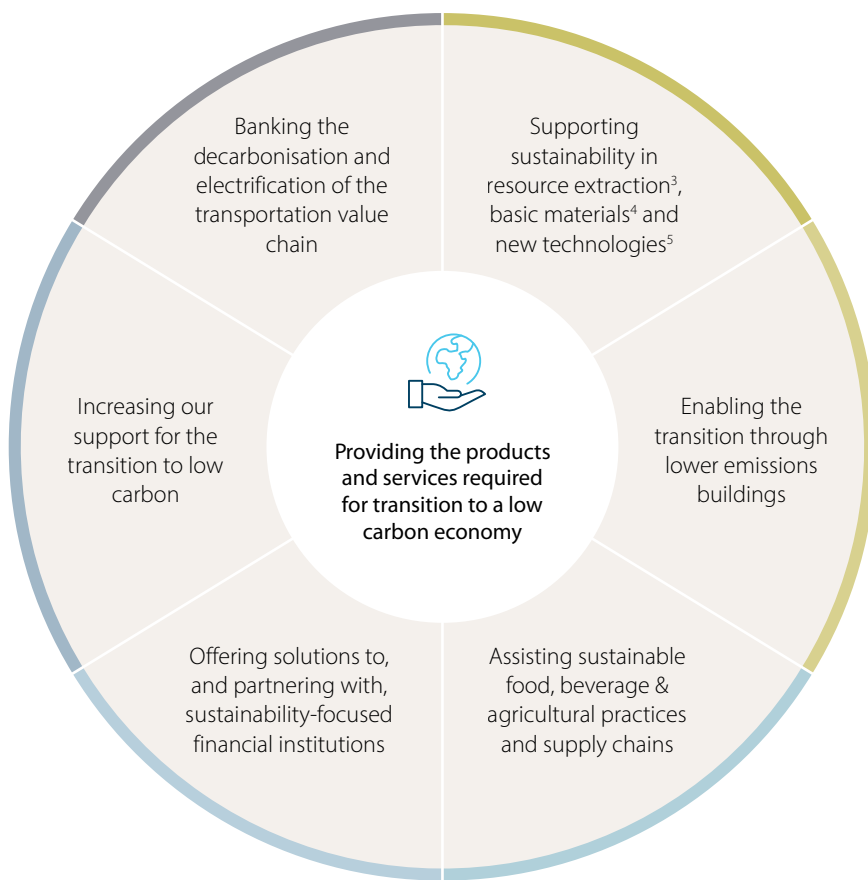 Banking the
decarbonisation and
electrification of the
transportation value
chain
Supporting
sustainability in
resource extraction³,
basic materials⁴ and
new technologies⁵
Increasing our
support for the
transition to low
carbon
Providing the products
and services required
for transition to a low
carbon economy
Enabling the
transition through
lower emissions
buildings
Offering solutions to,
and partnering with,
sustainability-focused
financial institutions
Assisting sustainable
food, beverage &
agricultural practices
and supply chains